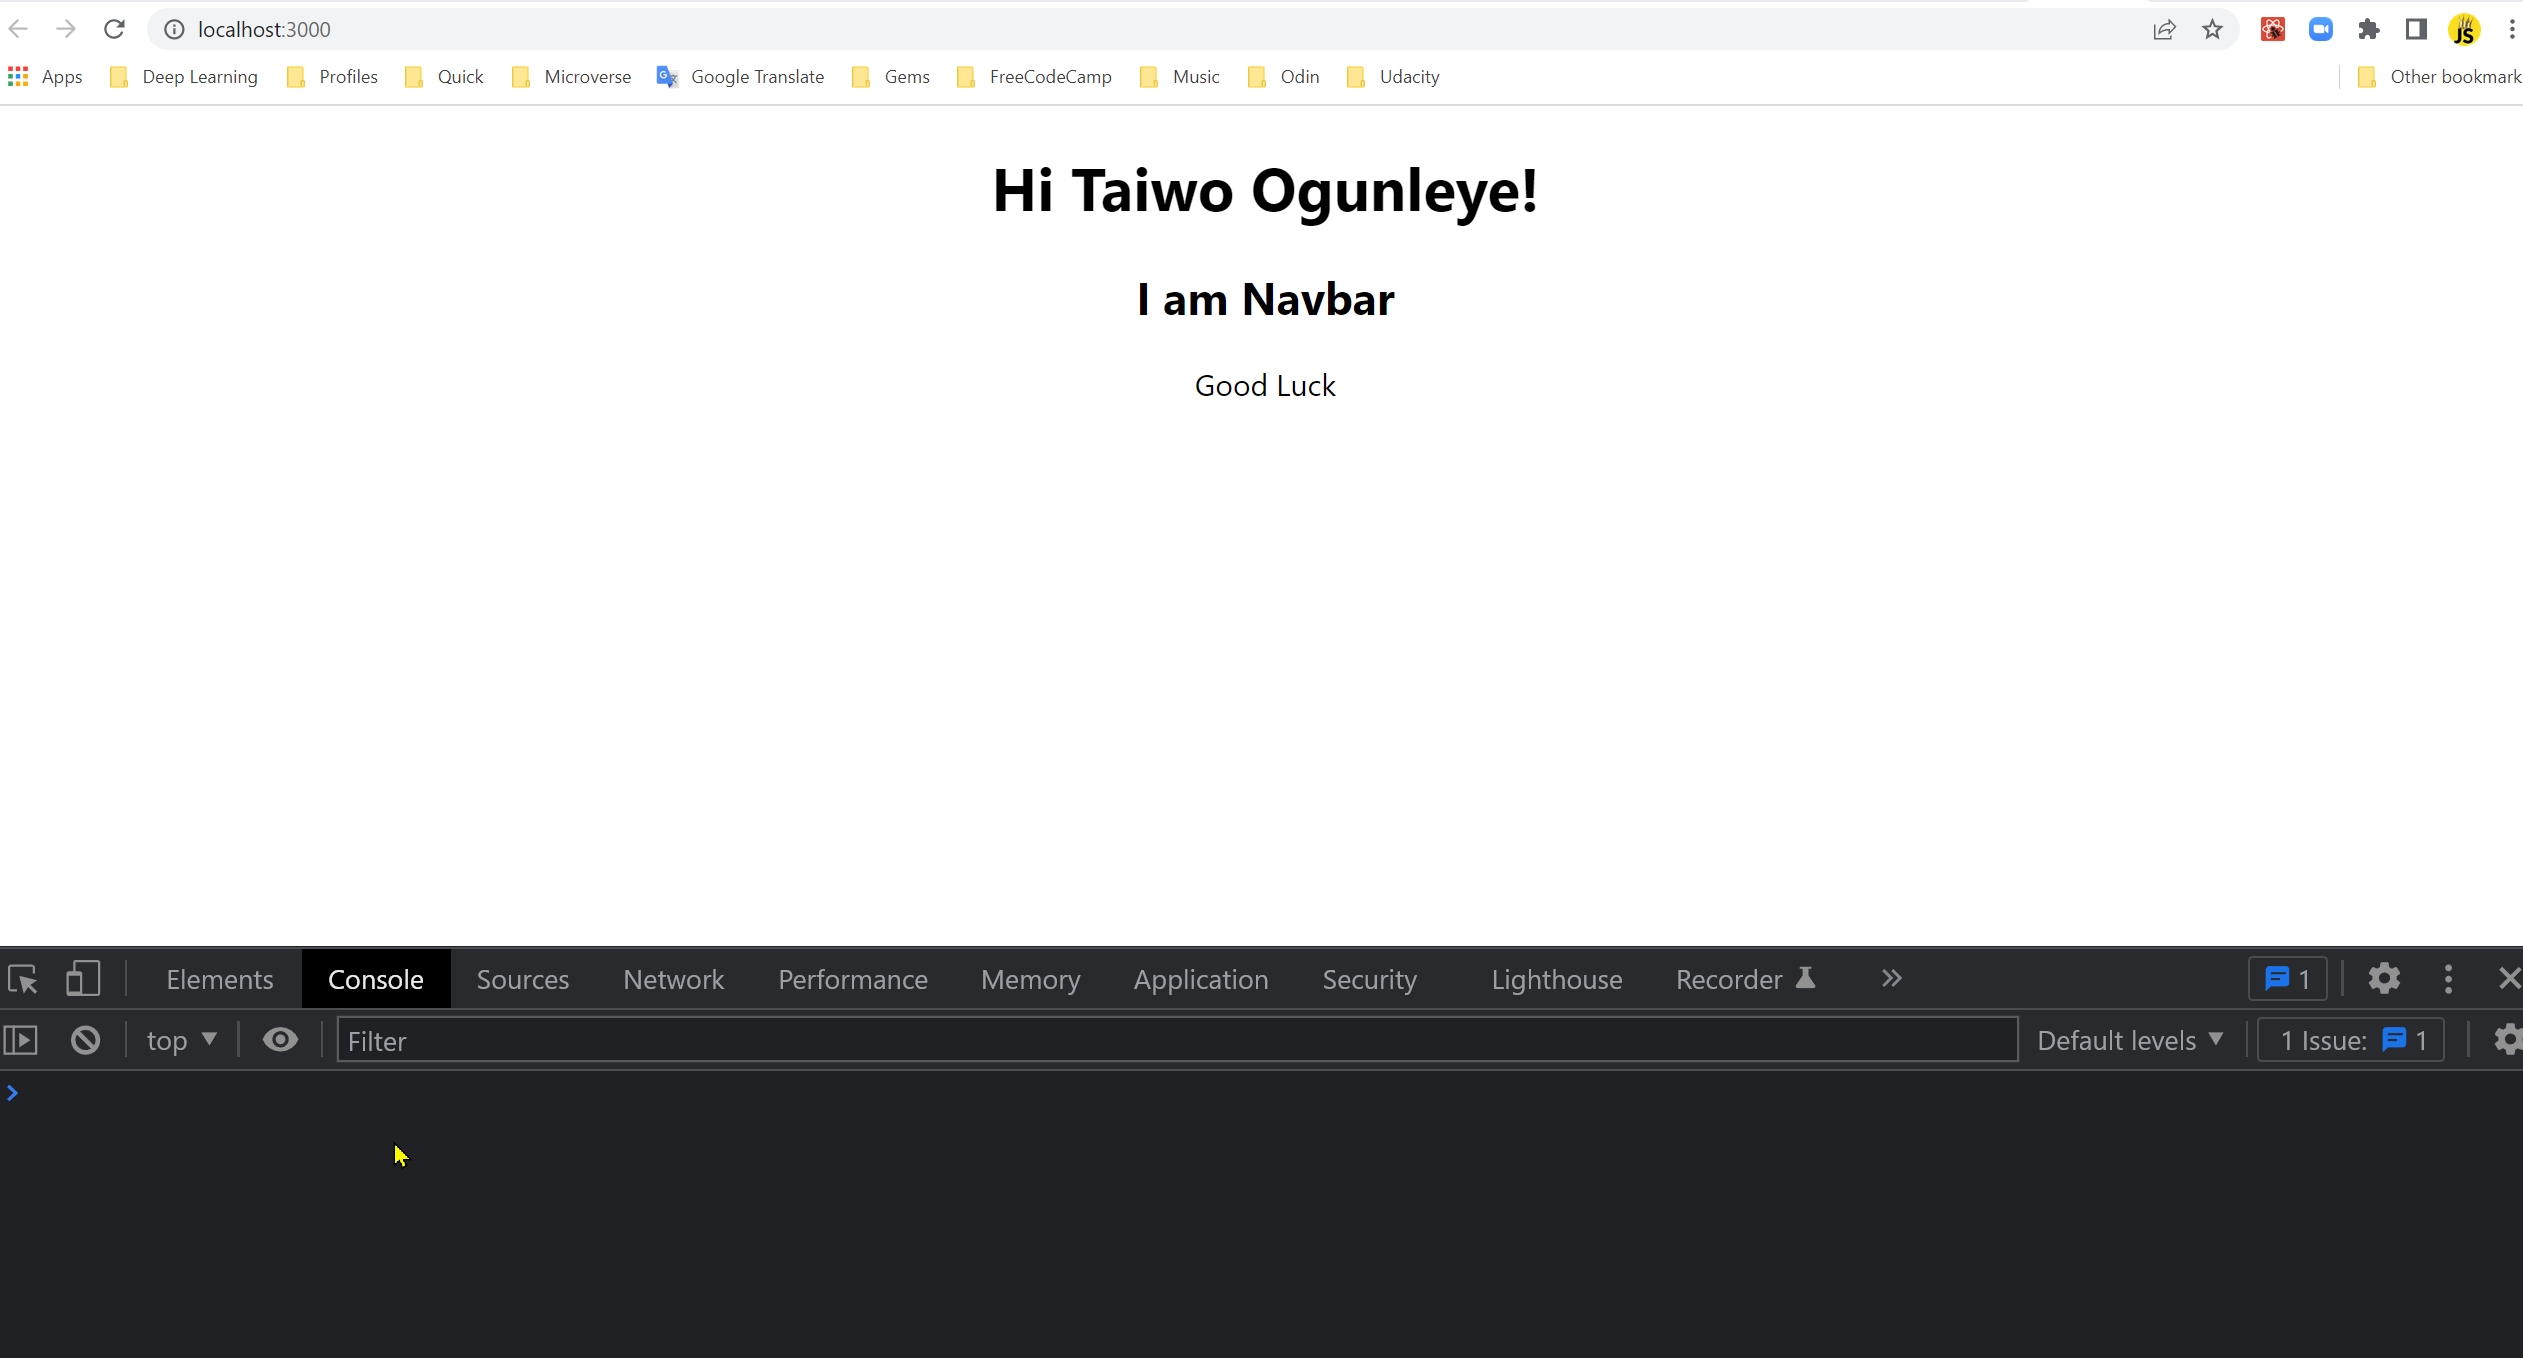 localhost:3000
Apps Deep Learning Profiles Quick Microverse Google Translate Gems FreeCodeCamp Music Odin Udacity Other bookmark
Hi Taiwo Ogunleye!
I am Navbar
Good Luck
Elements Console Sources Network Performance Memory Application Security Lighthouse Recorder 1
top Filter Default levels 1 Issue: 1